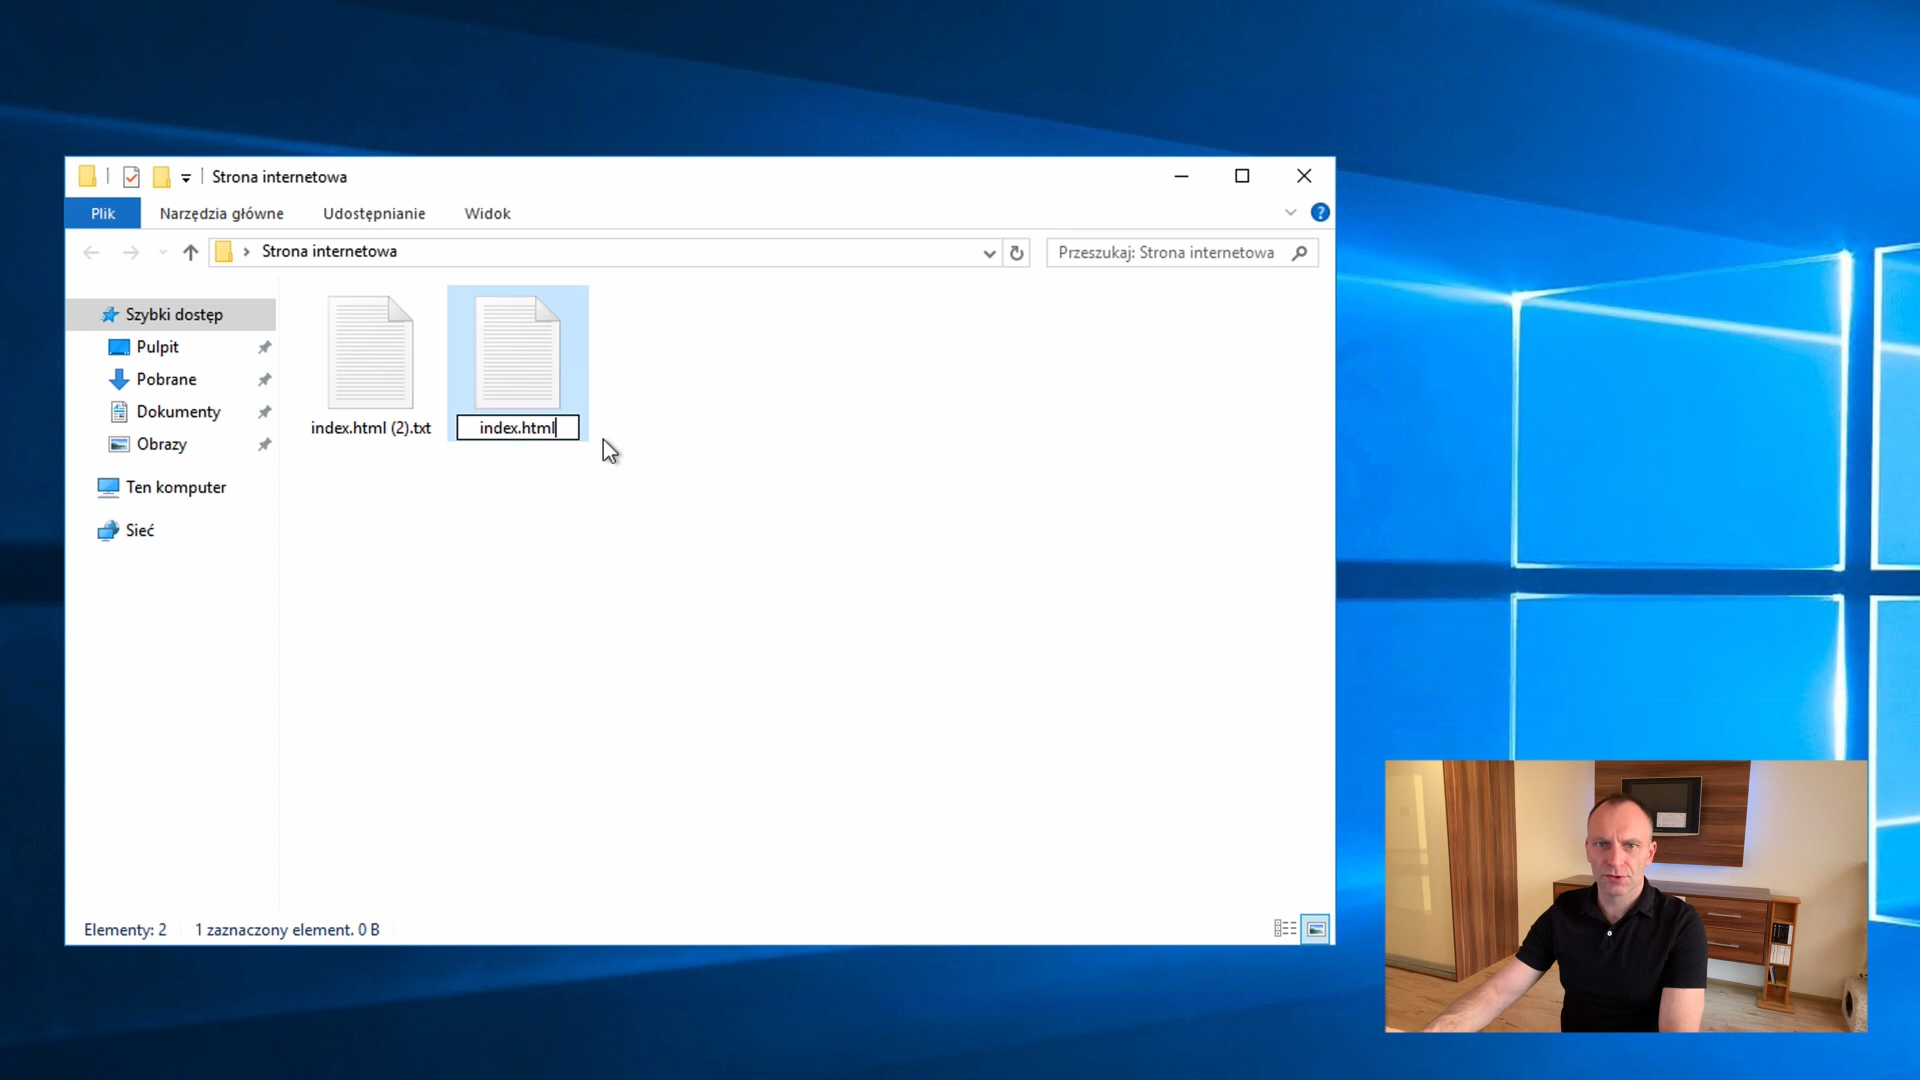 Strona internetowa
Plik Narzędzia główne Udostępnianie Widok
?
Strona internetowa
Przeszukaj: Strona internetowa
Szybki dostęp
Pulpit
Pobrane
Dokumenty
Obrazy
Ten komputer
Sieć
index.html (2).txt
index.html
Elementy: 2 1 zaznaczony element. 0 B